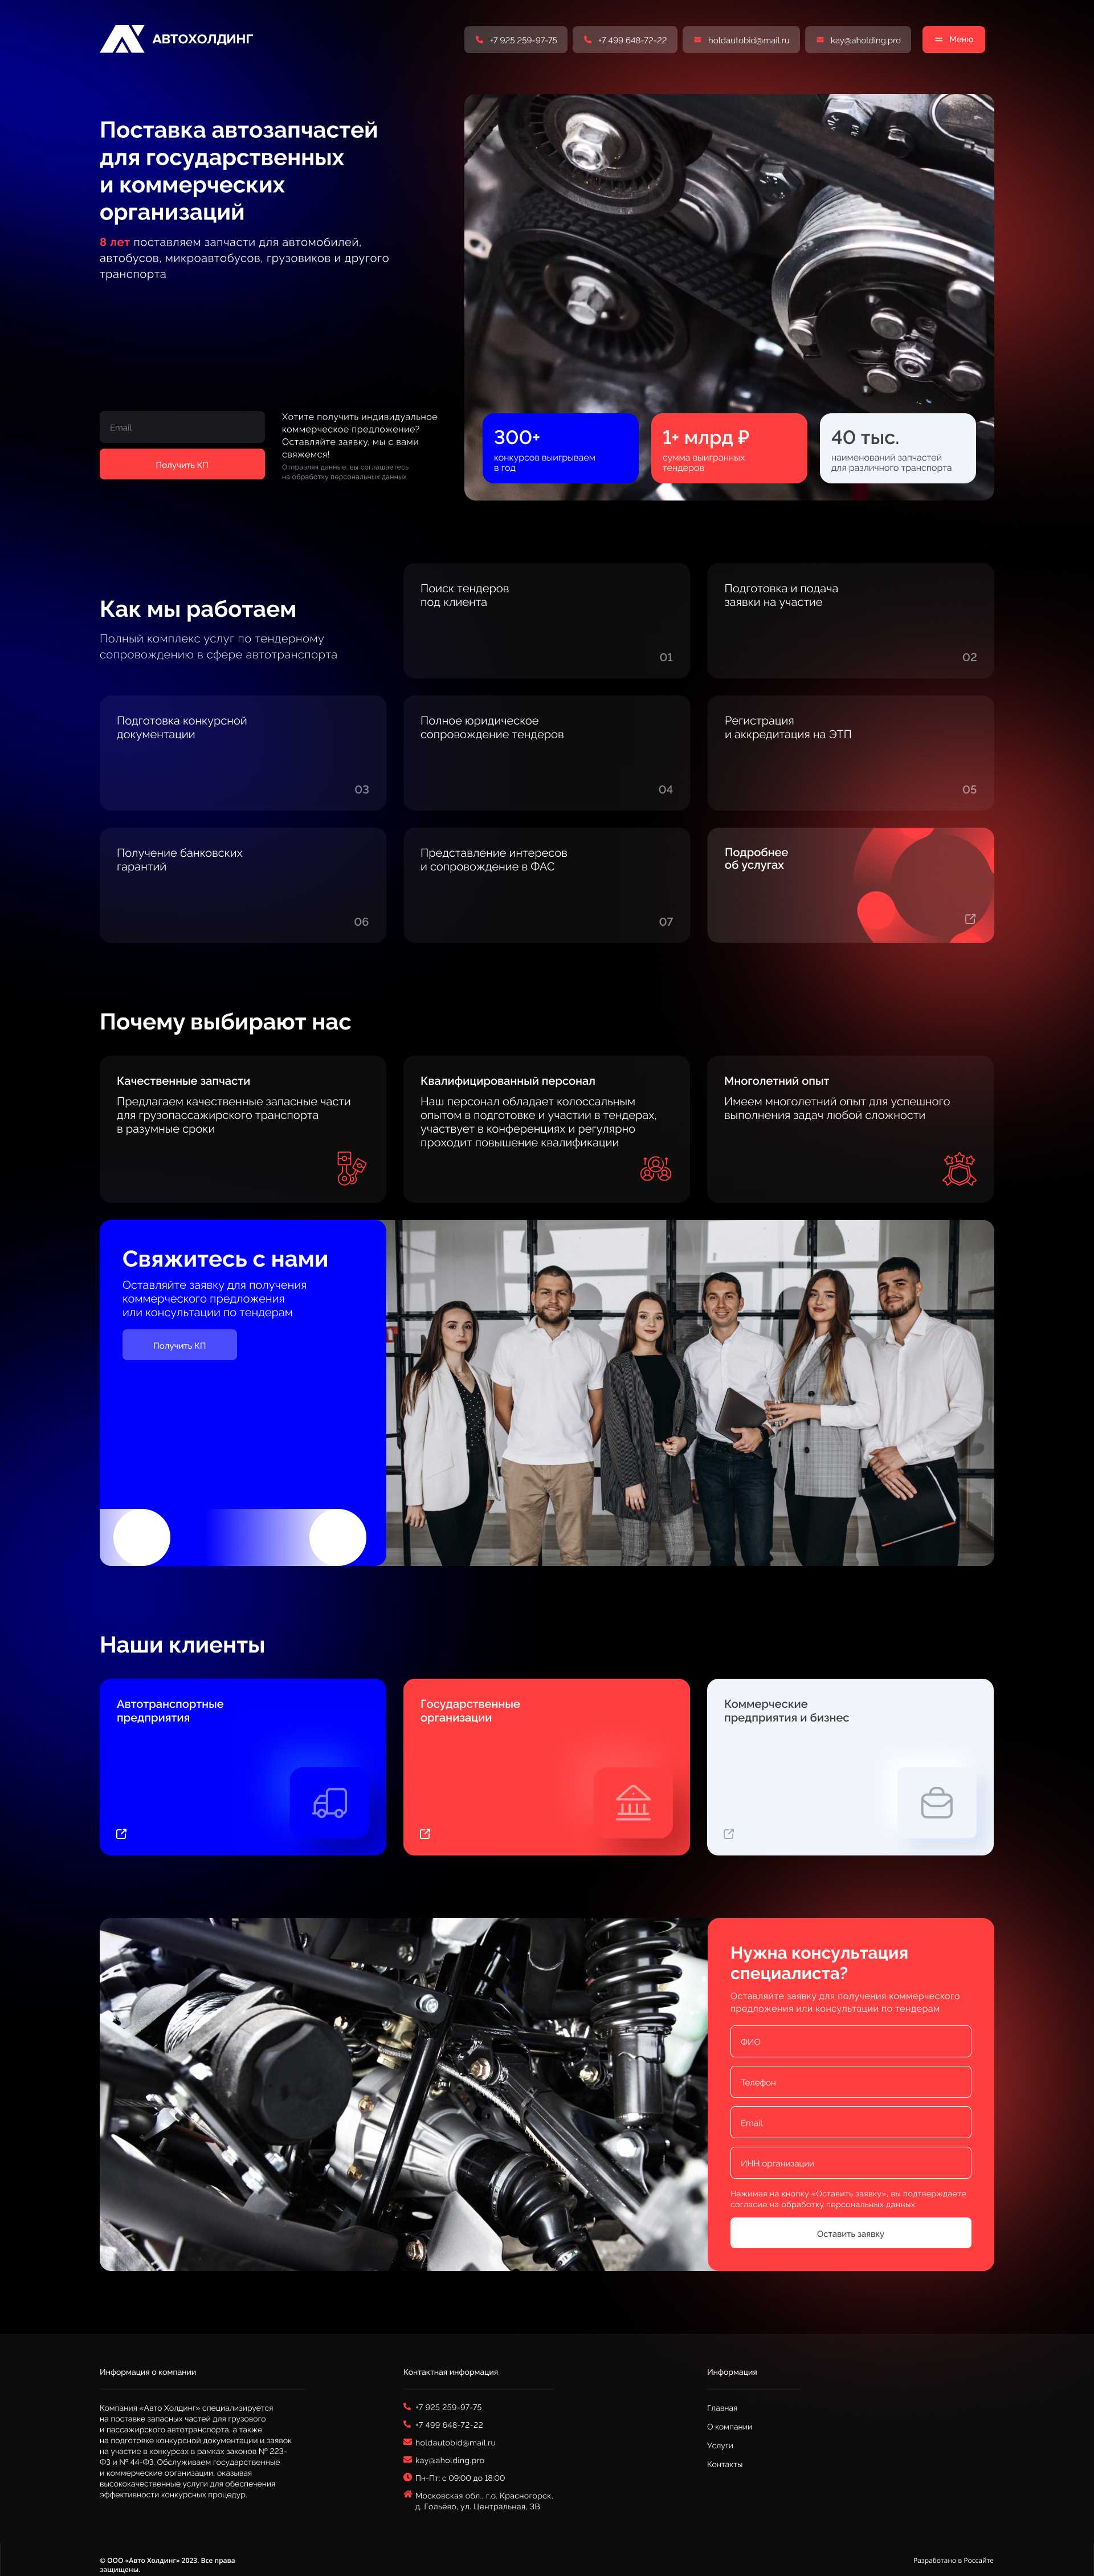 АВТОХОЛДИНГ
+7 925 259-97-75
+7 499 648-72-22
holdautobid@mail.ru
kay@aholding.pro
Меню
Поставка автозапчастей
для государственных
и коммерческих
организаций
8 лет поставляем запчасти для автомобилей,
автобусов, микроавтобусов, грузовиков и другого
транспорта
Email
Получить КП
Хотите получить индивидуальное
коммерческое предложение?
Оставляйте заявку, мы с вами
свяжемся!
Отправляя данные, вы соглашаетесь
на обработку персональных данных
300+
конкурсов выигрываем
в год
1+ млрд ₽
сумма выигранных
тендеров
40 тыс.
наименований запчастей
для различного транспорта
Как мы работаем
Полный комплекс услуг по тендерному
сопровождению в сфере автотранспорта
Поиск тендеров
под клиента
01
Подготовка и подача
заявки на участие
02
Подготовка конкурсной
документации
03
Полное юридическое
сопровождение тендеров
04
Регистрация
и аккредитация на ЭТП
05
Получение банковских
гарантий
06
Представление интересов
и сопровождение в ФАС
07
Подробнее
об услугах
Почему выбирают нас
Качественные запчасти
Предлагаем качественные запасные части
для грузопассажирского транспорта
в разумные сроки
Квалифицированный персонал
Наш персонал обладает колоссальным
опытом в подготовке и участии в тендерах,
участвует в конференциях и регулярно
проходит повышение квалификации
Многолетний опыт
Имеем многолетний опыт для успешного
выполнения задач любой сложности
Свяжитесь с нами
Оставляйте заявку для получения
коммерческого предложения
или консультации по тендерам
Получить КП
Наши клиенты
Автотранспортные
предприятия
Государственные
организации
Коммерческие
предприятия и бизнес
Нужна консультация
специалиста?
Оставляйте заявку для получения коммерческого
предложения или консультации по тендерам
ФИО
Телефон
Email
ИНН организации
Нажимая на кнопку «Оставить заявку», вы подтверждаете
согласие на обработку персональных данных
Оставить заявку
Информация о компании
Компания «Авто Холдинг» специализируется
на поставке запасных частей для грузового
и пассажирского автотранспорта, а также
на подготовке конкурсной документации и заявок
на участие в конкурсах в рамках законов № 223-
ФЗ и № 44-ФЗ. Обслуживаем государственные
и коммерческие организации, оказывая
высококачественные услуги для обеспечения
эффективности конкурсных процедур.
Контактная информация
+7 925 259-97-75
+7 499 648-72-22
holdautobid@mail.ru
kay@aholding.pro
Пн-Пт: с 09:00 до 18:00
Московская обл., г.о. Красногорск,
д. Гольёво, ул. Центральная, 3В
Информация
Главная
О компании
Услуги
Контакты
© ООО «Авто Холдинг» 2023. Все права
защищены.
Разработано в Россайте